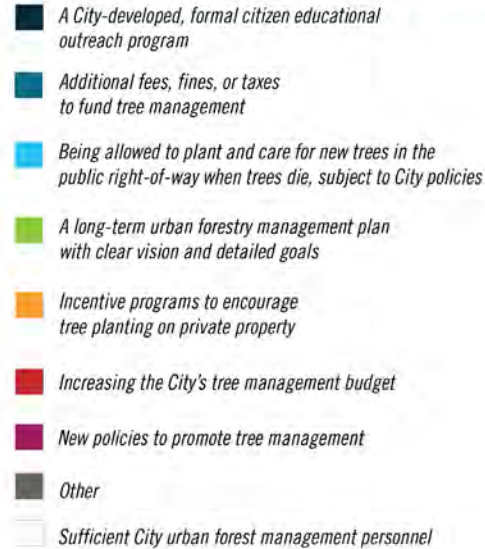 A City-developed, formal citizen educational
outreach program
Additional fees, fines, or taxes
to fund tree management
Being allowed to plant and care for new trees in the
public right-of-way when trees die, subject to City policies
A long-term urban forestry management plan
with clear vision and detailed goals
Incentive programs to encourage
tree planting on private property
Increasing the City's tree management budget
New policies to promote tree management
Other
Sufficient City urban forest management personnel